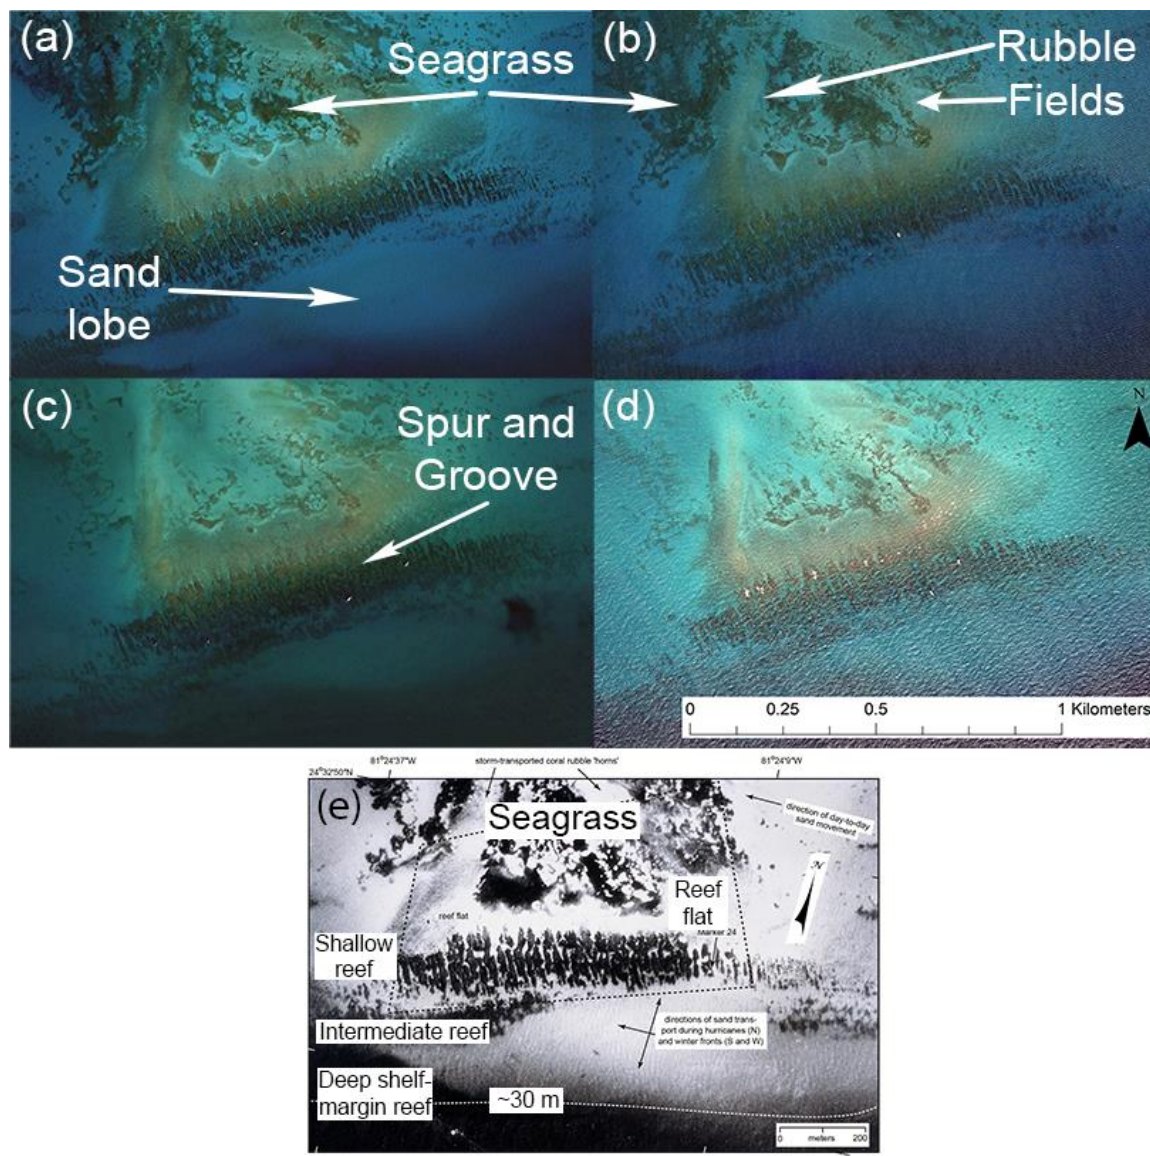 (a)
Seagrass
Sand
lobe
(b)
Rubble
Fields
(c)
Spur and
Groove
(d)
N
0 0.25 0.5 1 Kilometers
81°24'37"W
storm-transported coral rubble 'horns'
81°24'9"W
24°32'50"N
(e)
Seagrass
direction of day-to-day
sand movement
N
Reef
flat
reef flat
Marker 24
Shallow
reef
Intermediate reef
directions of sand trans-
port during hurricanes (N)
and winter fronts (S and W)
Deep shelf-
margin reef
~30 m
0 meters 200